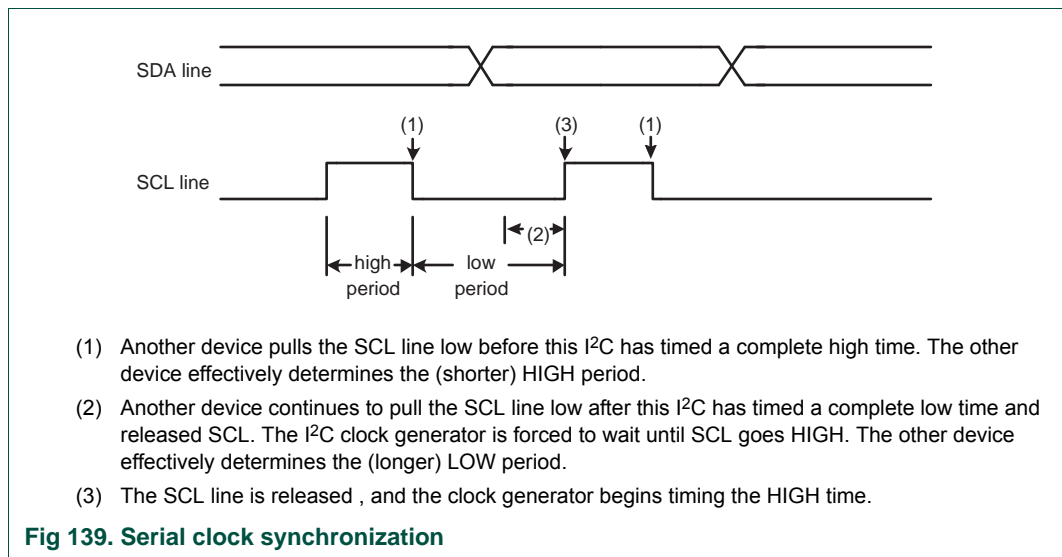 SDA line
(1) (3) (1)
SCL line
(2)
high period
low period
(1) Another device pulls the SCL line low before this I²C has timed a complete high time. The other
device effectively determines the (shorter) HIGH period.
(2) Another device continues to pull the SCL line low after this I²C has timed a complete low time and
released SCL. The I²C clock generator is forced to wait until SCL goes HIGH. The other device
effectively determines the (longer) LOW period.
(3) The SCL line is released , and the clock generator begins timing the HIGH time.
Fig 139. Serial clock synchronization